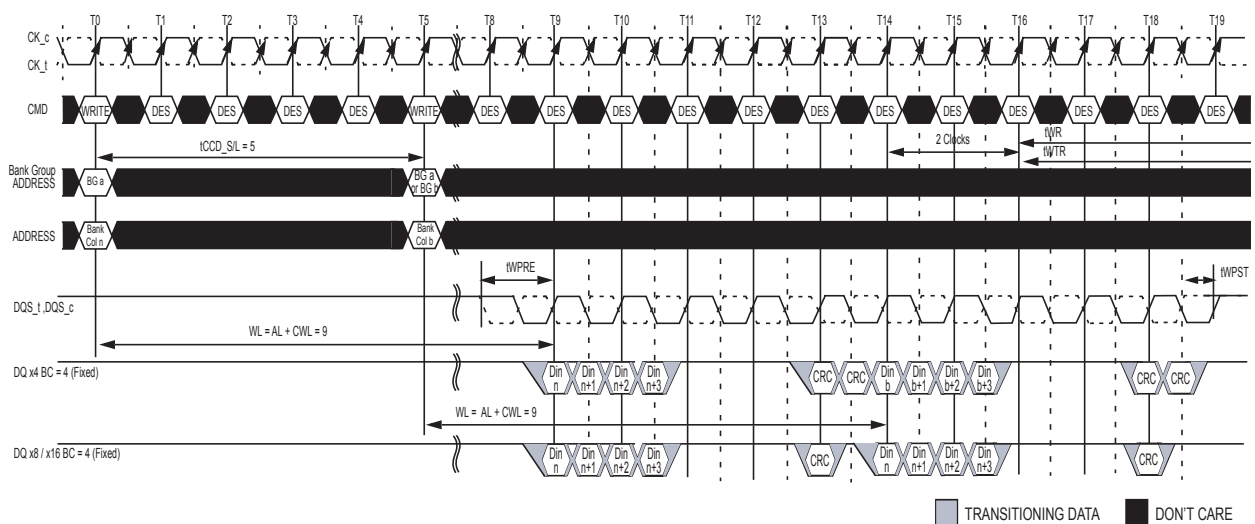 T0 T1 T2 T3 T4 T5 T8 T9 T10 T11 T12 T13 T14 T15 T16 T17 T18 T19
CK_c
CK_t
CMD WRITE DES DES DES DES WRITE DES DES DES DES DES DES DES DES DES DES DES DES
tCCD_S/L = 5
2 Clocks
tWR
tWTR
Bank Group
ADDRESS
BG a
BG a
or BG b
ADDRESS
Bank
Col n
Bank
Col b
tWPRE
tWPST
DQS_t ,DQS_c
WL = AL + CWL = 9
DQ x4 BC = 4 (Fixed)
Din
n
Din
n+1
Din
n+2
Din
n+3
CRC
CRC
Din
b
Din
b+1
Din
b+2
Din
b+3
CRC
CRC
WL = AL + CWL = 9
DQ x8 / x16 BC = 4 (Fixed)
Din
n
Din
n+1
Din
n+2
Din
n+3
CRC
Din
n
Din
n+1
Din
n+2
Din
n+3
CRC
TRANSITIONING DATA
DON'T CARE